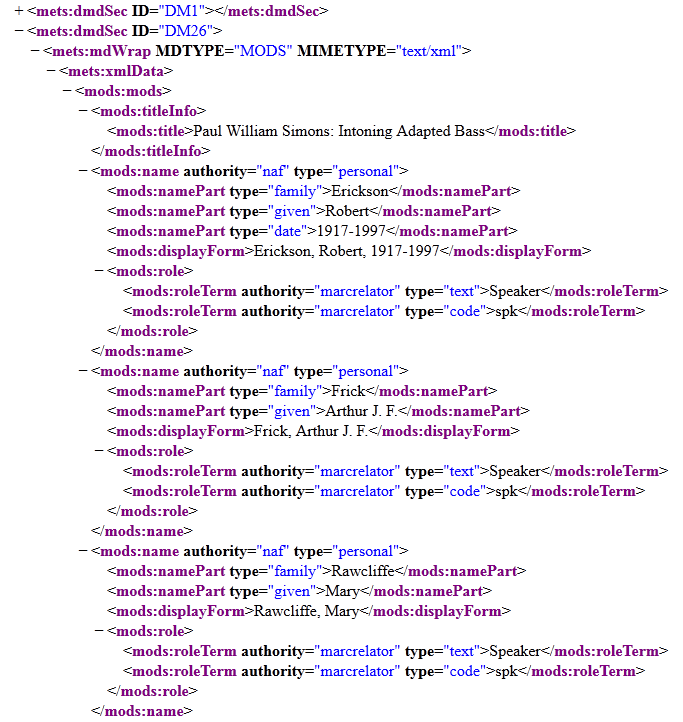 + <mets:dmdSec ID="DM1"></mets:dmdSec>
− <mets:dmdSec ID="DM26">
− <mets:mdWrap MDTYPE="MODS" MIMETYPE="text/xml">
− <mets:xmlData>
− <mods:mods>
− <mods:titleInfo>
<mods:title>Paul William Simons: Intoning Adapted Bass</mods:title>
</mods:titleInfo>
− <mods:name authority="naf" type="personal">
<mods:namePart type="family">Erickson</mods:namePart>
<mods:namePart type="given">Robert</mods:namePart>
<mods:namePart type="date">1917-1997</mods:namePart>
<mods:displayForm>Erickson, Robert, 1917-1997</mods:displayForm>
− <mods:role>
<mods:roleTerm authority="marcrelator" type="text">Speaker</mods:roleTerm>
<mods:roleTerm authority="marcrelator" type="code">spk</mods:roleTerm>
</mods:role>
</mods:name>
− <mods:name authority="naf" type="personal">
<mods:namePart type="family">Frick</mods:namePart>
<mods:namePart type="given">Arthur J. F.</mods:namePart>
<mods:displayForm>Frick, Arthur J. F.</mods:displayForm>
− <mods:role>
<mods:roleTerm authority="marcrelator" type="text">Speaker</mods:roleTerm>
<mods:roleTerm authority="marcrelator" type="code">spk</mods:roleTerm>
</mods:role>
</mods:name>
− <mods:name authority="naf" type="personal">
<mods:namePart type="family">Rawcliffe</mods:namePart>
<mods:namePart type="given">Mary</mods:namePart>
<mods:displayForm>Rawcliffe, Mary</mods:displayForm>
− <mods:role>
<mods:roleTerm authority="marcrelator" type="text">Speaker</mods:roleTerm>
<mods:roleTerm authority="marcrelator" type="code">spk</mods:roleTerm>
</mods:role>
</mods:name>